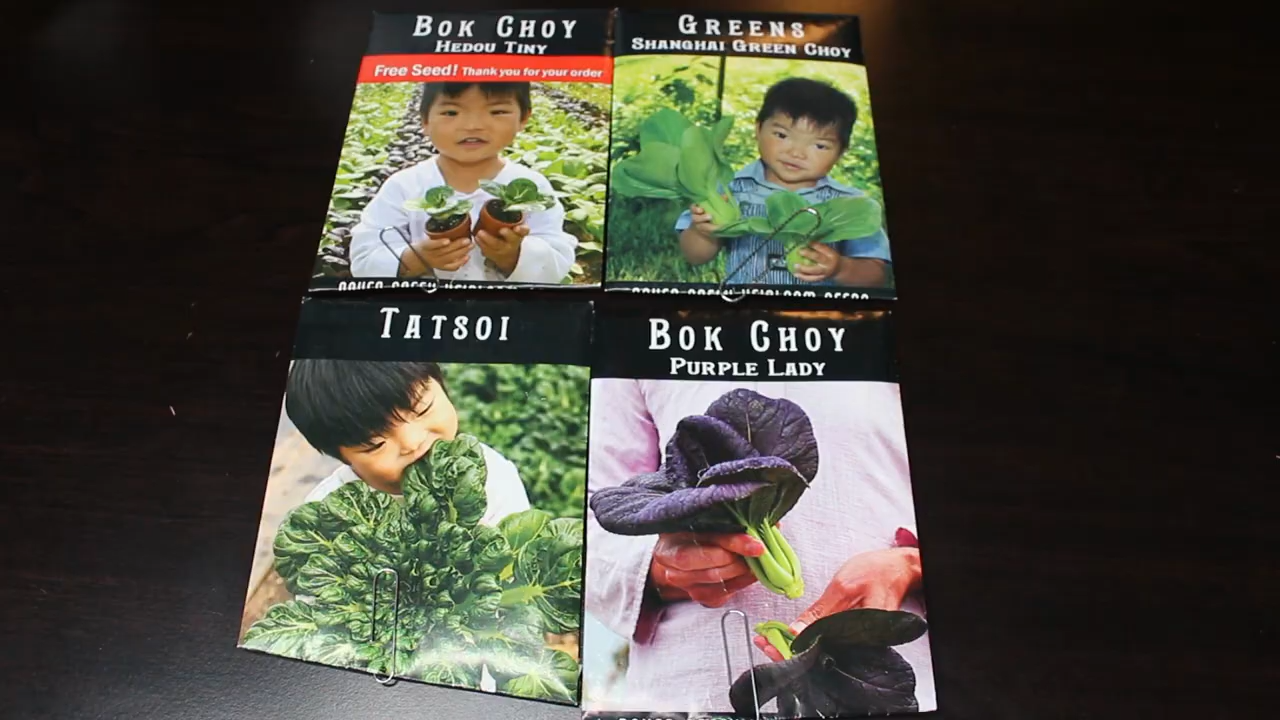 BOK CHOY
HEDOU TINY
Free Seed! Thank you for your order
GREENS
SHANGHAI GREEN CHOY
TATSOI
BOK CHOY
PURPLE LADY